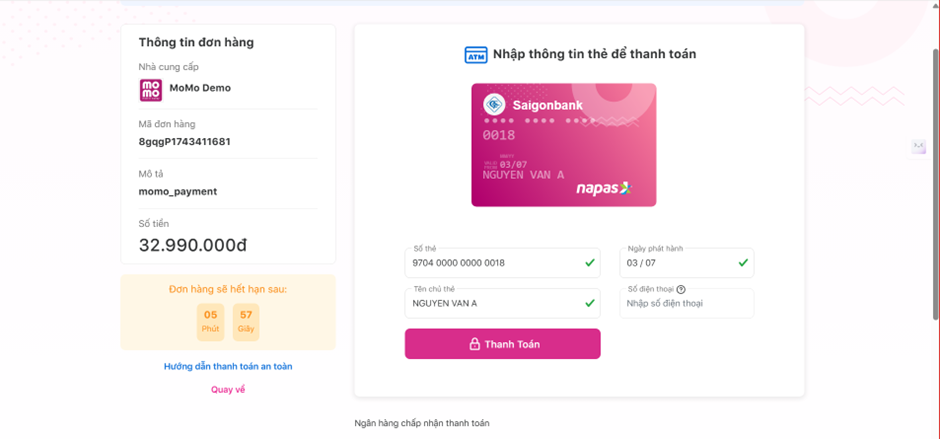 Thông tin đơn hàng
Nhà cung cấp
mo
mo
MoMo Demo
Mã đơn hàng
8gqgP1743411681
Mô tả
momo_payment
Số tiền
32.990.000đ
Đơn hàng sẽ hết hạn sau:
05 57
Phút Giây
Hướng dẫn thanh toán an toàn
Quay về
ATM Nhập thông tin thẻ để thanh toán
Saigonbank
0018
03/07
NGUYEN VAN A
napas
Số thẻ
9704 0000 0000 0018
Ngày phát hành
03 / 07
Tên chủ thẻ
NGUYEN VAN A
Số điện thoại
Nhập số điện thoại
Thanh Toán
Ngân hàng chấp nhận thanh toán